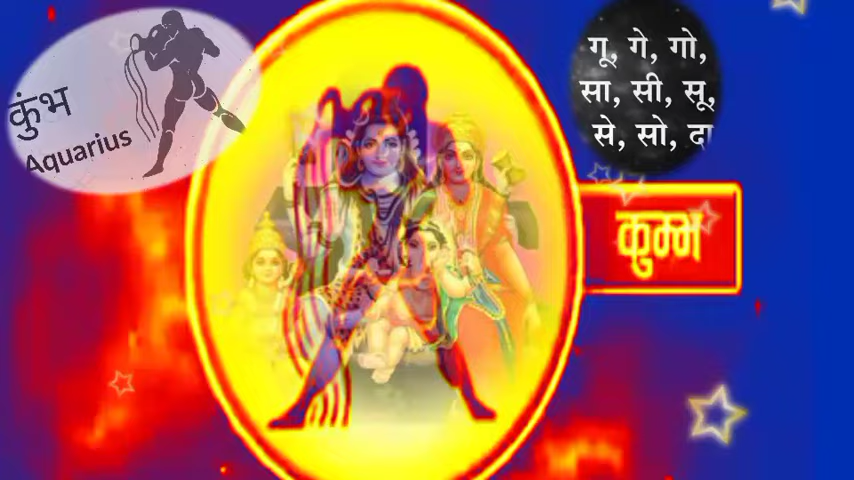 कुंभ
Aquarius
गू, गे, गो,
सा, सी, सू,
से, सो, दा
कुम्भ